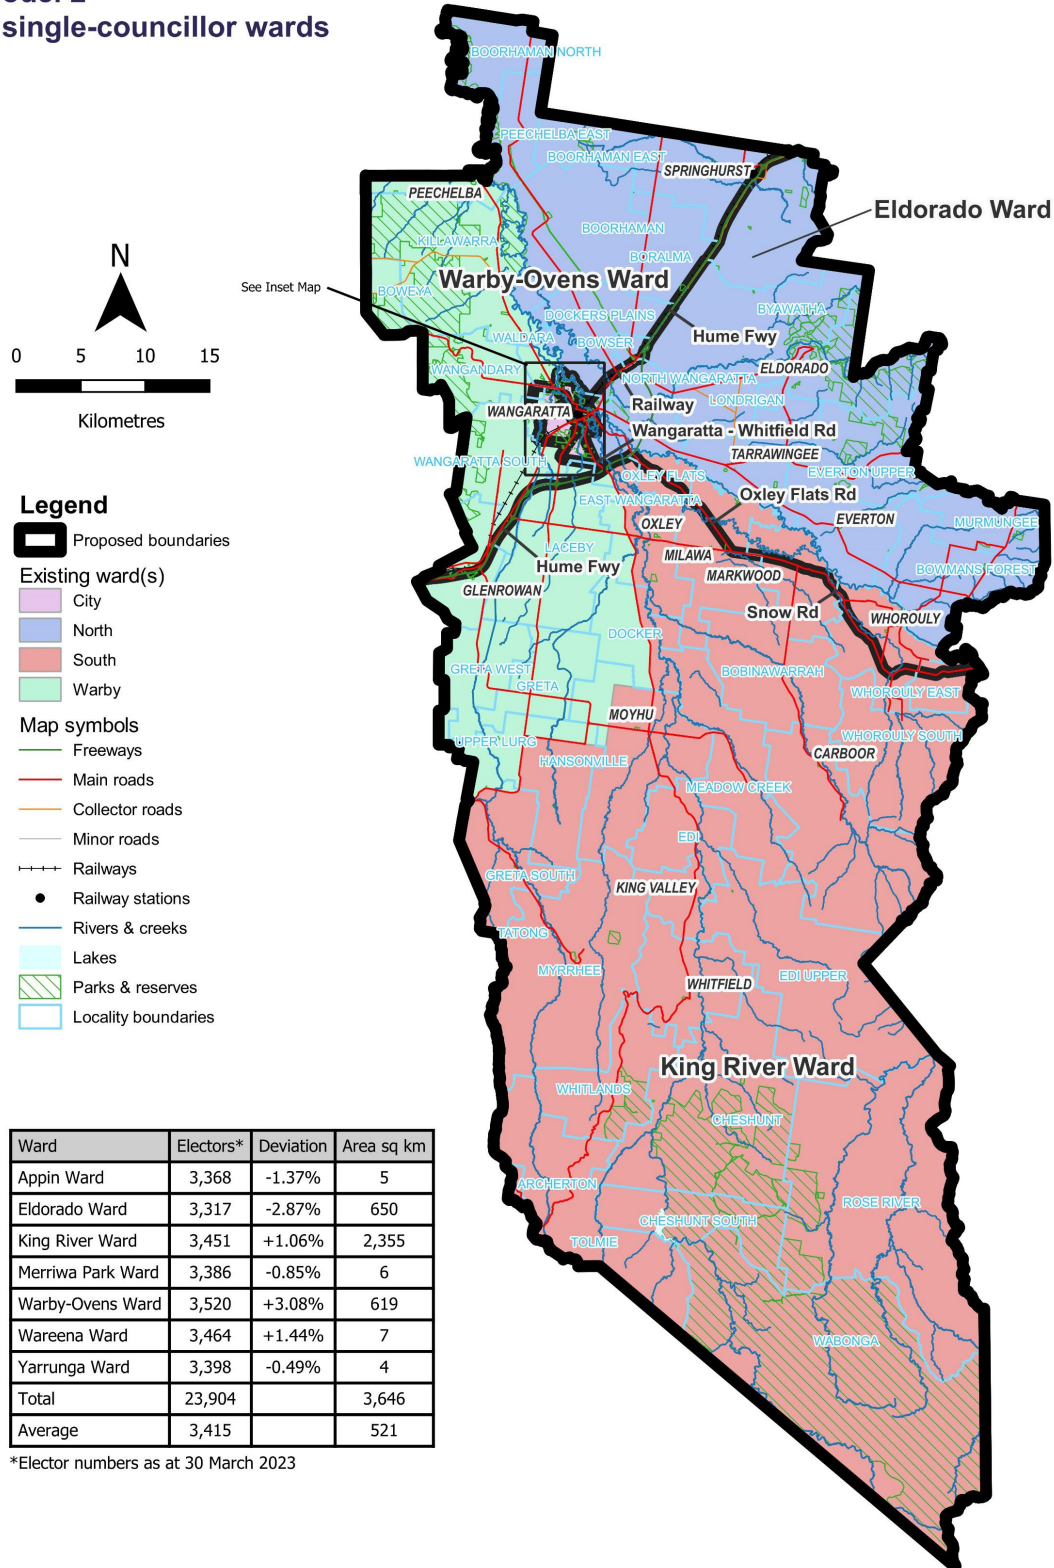 single-councillor wards
BOORHAMAN NORTH
PEECHELBA EAST
BOORHAMAN EAST
SPRINGHURST
PEECHELBA
Eldorado Ward
BOORHAMAN
KILLAWARRA
BORALMA
N
Warby-Ovens Ward
See Inset Map
BOWEYA
BYAWATHA
DOCKERS PLAINS
WALDARA
BOWSER
Hume Fwy
0 5 10 15
Kilometres
WANGANDARY
ELDORADO
NORTH WANGARATTA
LONDRIGAN
WANGARATTA
Railway
Wangaratta - Whitfield Rd
TARRAWINGEE
WANGARATTA SOUTH
OXLEY FLATS
EVERTON UPPER
EAST WANGARATTA
Oxley Flats Rd
OXLEY
EVERTON
MURMUNGEE
LACEBY
Hume Fwy
MILAWA
BOWMANS FOREST
MARKWOOD
GLENROWAN
Snow Rd
WHOROULY
DOCKER
GRETA WEST
BOBINAWARRAH
GRETA
WHOROULY EAST
MOYHU
WHOROULY SOUTH
UPPER LURG
HANSONVILLE
CARBOOR
MEADOW CREEK
EDI
GRETA SOUTH
KING VALLEY
TATONG
MYRRHEE
EDI UPPER
WHITFIELD
King River Ward
WHITLANDS
CHESHUNT
ARCHERTON
ROSE RIVER
CHESHUNT SOUTH
TOLMIE
WABONGA
Legend
Proposed boundaries
Existing ward(s)
City
North
South
Warby
Map symbols
Freeways
Main roads
Collector roads
Minor roads
Railways
Railway stations
Rivers & creeks
Lakes
Parks & reserves
Locality boundaries
Ward Electors* Deviation Area sq km
Appin Ward 3,368 -1.37% 5
Eldorado Ward 3,317 -2.87% 650
King River Ward 3,451 +1.06% 2,355
Merriwa Park Ward 3,386 -0.85% 6
Warby-Ovens Ward 3,520 +3.08% 619
Wareena Ward 3,464 +1.44% 7
Yarrunga Ward 3,398 -0.49% 4
Total 23,904 3,646
Average 3,415 521
*Elector numbers as at 30 March 2023